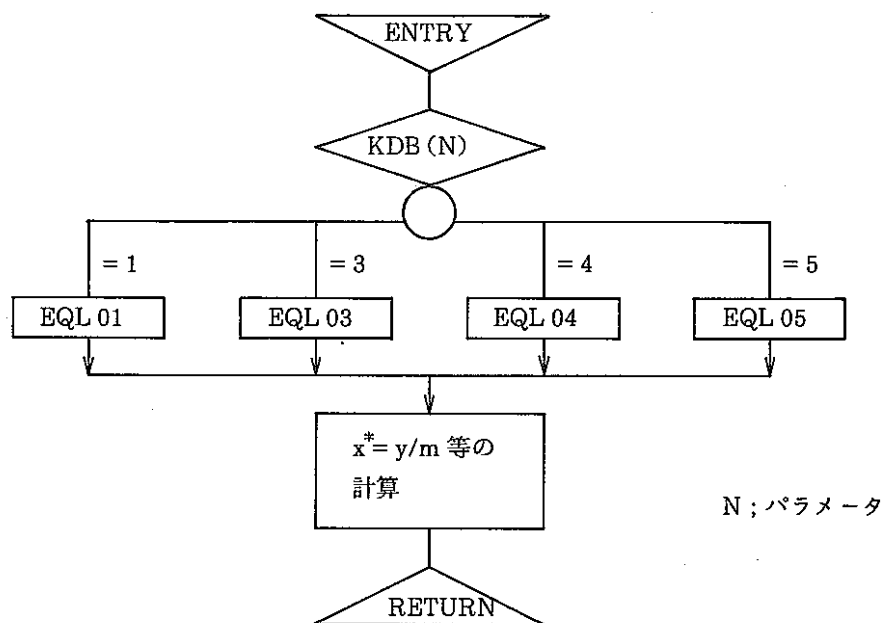 ENTRY
KDB (N)
= 1
= 3
= 4
= 5
EQL 01
EQL 03
EQL 04
EQL 05
x*= y/m 等の
計算
N ; パラメータ
RETURN